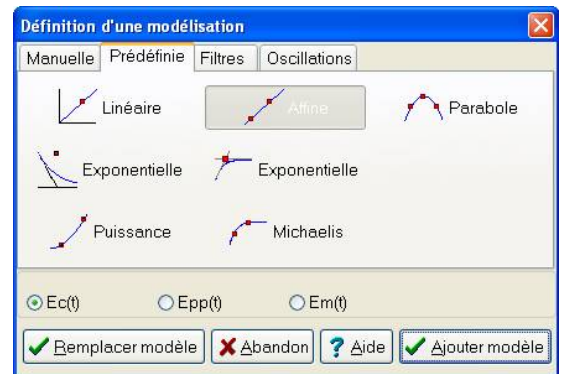 Définition d'une modélisation
Manuelle Prédéfinie Filtres Oscillations
Linéaire Affine Parabole
Exponentielle Exponentielle
Puissance Michaelis
Ec(t) Epp(t) Em(t)
Remplacer modèle Abandon ? Aide Ajouter modèle